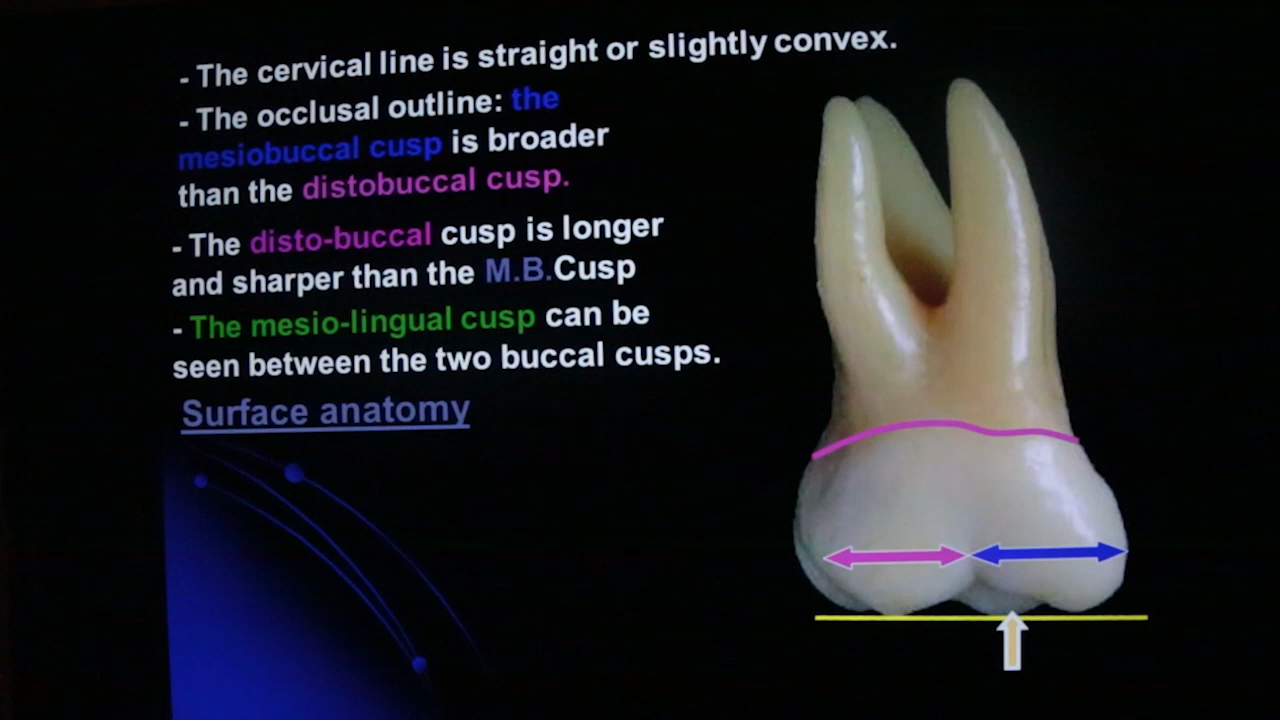 - The cervical line is straight or slightly convex.
- The occlusal outline: the
mesiobuccal cusp is broader
than the distobuccal cusp.
- The disto-buccal cusp is longer
and sharper than the M.B.Cusp
- The mesio-lingual cusp can be
seen between the two buccal cusps.
Surface anatomy